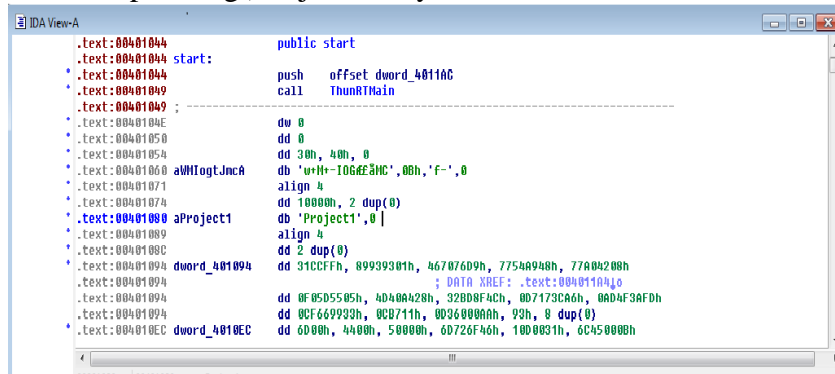 IDA View-A
.text:00401044 public start
.text:00401044 start:
.text:00401044 push offset dword_4011AC
.text:00401049 call ThunRTMain
.text:00401049 ; ---------------------------------------------------------------------------
.text:0040104E dw 0
.text:00401050 dd 0
.text:00401054 dd 30h, 40h, 0
.text:00401060 aWMIogtJmcA db 'w+M+-IOGÆ£åMC',0Bh,'f-',0
.text:00401071 align 4
.text:00401074 dd 10000h, 2 dup(0)
.text:00401080 aProject1 db 'Project1',0
.text:00401089 align 4
.text:0040108C dd 2 dup(0)
.text:00401094 dword_401094 dd 31CCFFh, 89939301h, 467076D9h, 7754A948h, 77A04208h
.text:00401094 ; DATA XREF: .text:004011A4↓o
.text:00401094 dd 0F05D5505h, 4D40A428h, 32BD8F4Ch, 0D7173CA6h, 0AD4F3AFDh
.text:00401094 dd 0CF669933h, 0CB711h, 0D36000AAh, 93h, 8 dup(0)
.text:004010EC dword_4010EC dd 6D00h, 4400h, 50000h, 6D726F46h, 10D0031h, 6C45000Bh